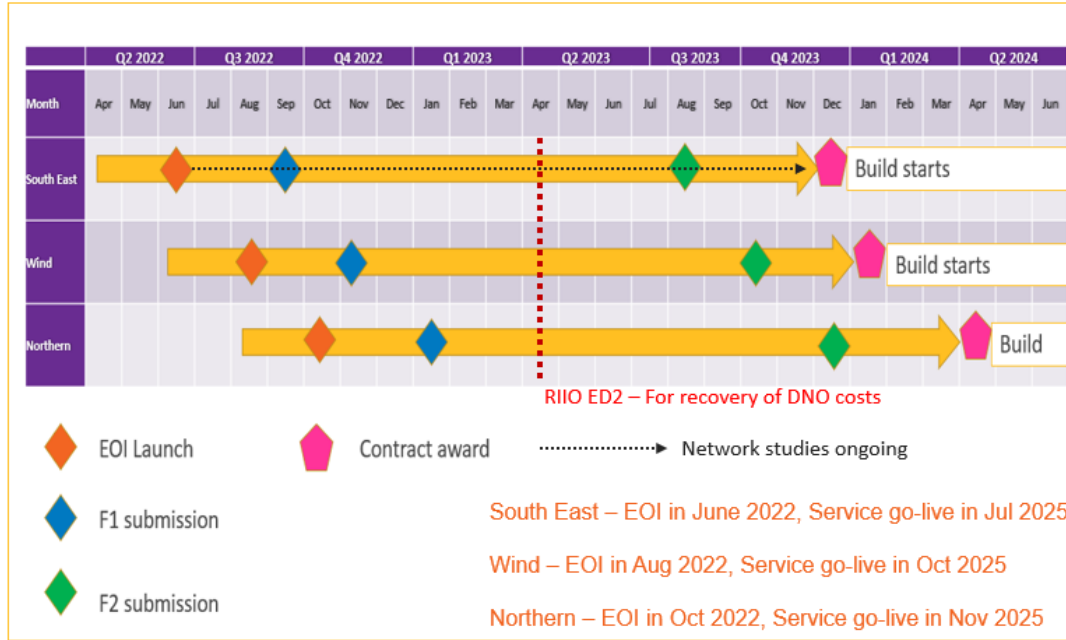 Q2 2022 Q3 2022 Q4 2022 Q1 2023 Q2 2023 Q3 2023 Q4 2023 Q1 2024 Q2 2024
Month Apr May Jun Jul Aug Sep Oct Nov Dec Jan Feb Mar Apr May Jun Jul Aug Sep Oct Nov Dec Jan Feb Mar Apr May Jun
South East Build starts
Wind Build starts
Northern Build
RIIO ED2 – For recovery of DNO costs
EOI Launch Contract award Network studies ongoing
F1 submission
South East – EOI in June 2022, Service go-live in Jul 2025
Wind – EOI in Aug 2022, Service go-live in Oct 2025
F2 submission
Northern – EOI in Oct 2022, Service go-live in Nov 2025